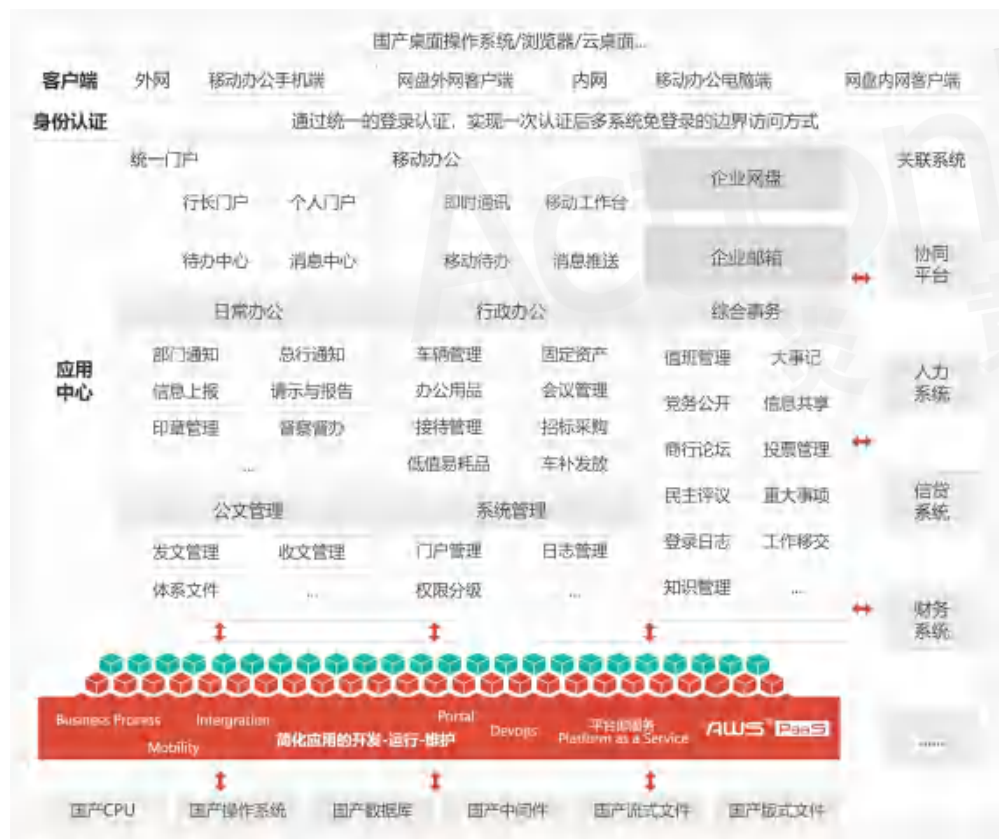 国产桌面操作系统/浏览器/云桌面...
客户端 外网 移动办公手机端 网盘外网客户端 内网 移动办公电脑端 网盘内网客户端
身份认证 通过统一的登录认证，实现一次认证后多系统免登录的边界访问方式
统一门户 移动办公 企业网盘 关联系统
行长门户 个人门户 即时通讯 移动工作台
待办中心 消息中心 移动待办 消息推送 企业邮箱
协同
平台
日常办公 行政办公 综合事务
应用
中心
部门通知 总行通知 车辆管理 固定资产 值班管理 大事记
信息上报 请示与报告 办公用品 会议管理 党务公开 信息共享
人力
系统
印章管理 督察督办 接待管理 招标采购 商行论坛 投票管理
... 低值易耗品 车补发放 民主评议 重大事项
信贷
系统
公文管理 系统管理
发文管理 收文管理 门户管理 日志管理 登录日志 工作移交
体系文件 ... 权限分级 ... 知识管理 ...
财务
系统
Business Process Intergration Portal 平台即服务
Mobility 简化应用的开发-运行-维护 Devops Platform as a Service AWS PaaS
......
国产CPU 国产操作系统 国产数据库 国产中间件 国产流式文件 国产版式文件
Action